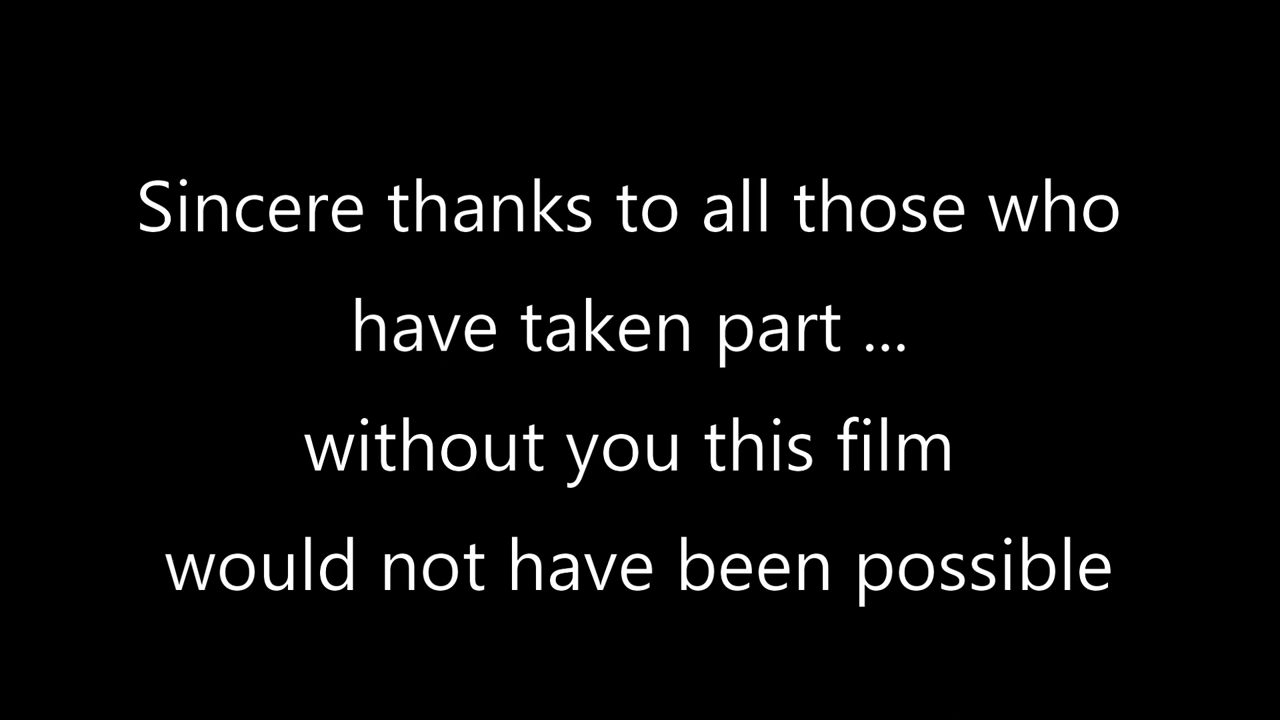 Sincere thanks to all those who
have taken part ...
without you this film
would not have been possible